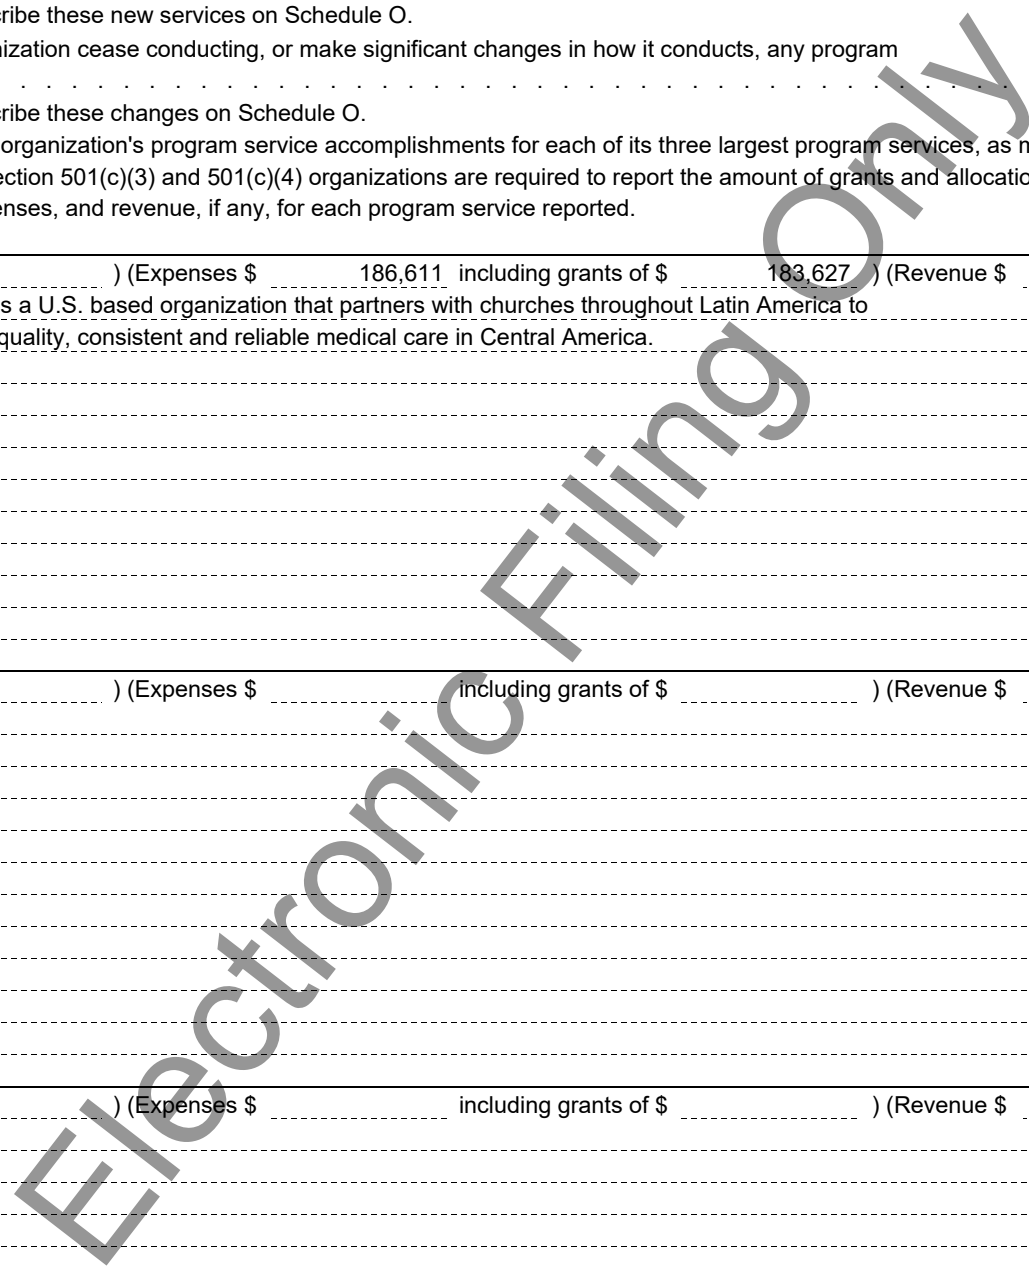 ribe these new services on Schedule O.
nization cease conducting, or make significant changes in how it conducts, any program
. . . . . . . . . . . . . . . . . . . . . . . . . . . . . . .
ribe these changes on Schedule O.
organization's program service accomplishments for each of its three largest program services, as m
ection 501(c)(3) and 501(c)(4) organizations are required to report the amount of grants and allocatio
enses, and revenue, if any, for each program service reported.
) (Expenses $ 186,611 including grants of $ 183,627 ) (Revenue $
s a U.S. based organization that partners with churches throughout Latin America to
quality, consistent and reliable medical care in Central America.
) (Expenses $ including grants of $ ) (Revenue $
) (Expenses $ including grants of $ ) (Revenue $
Electronic Filing Only